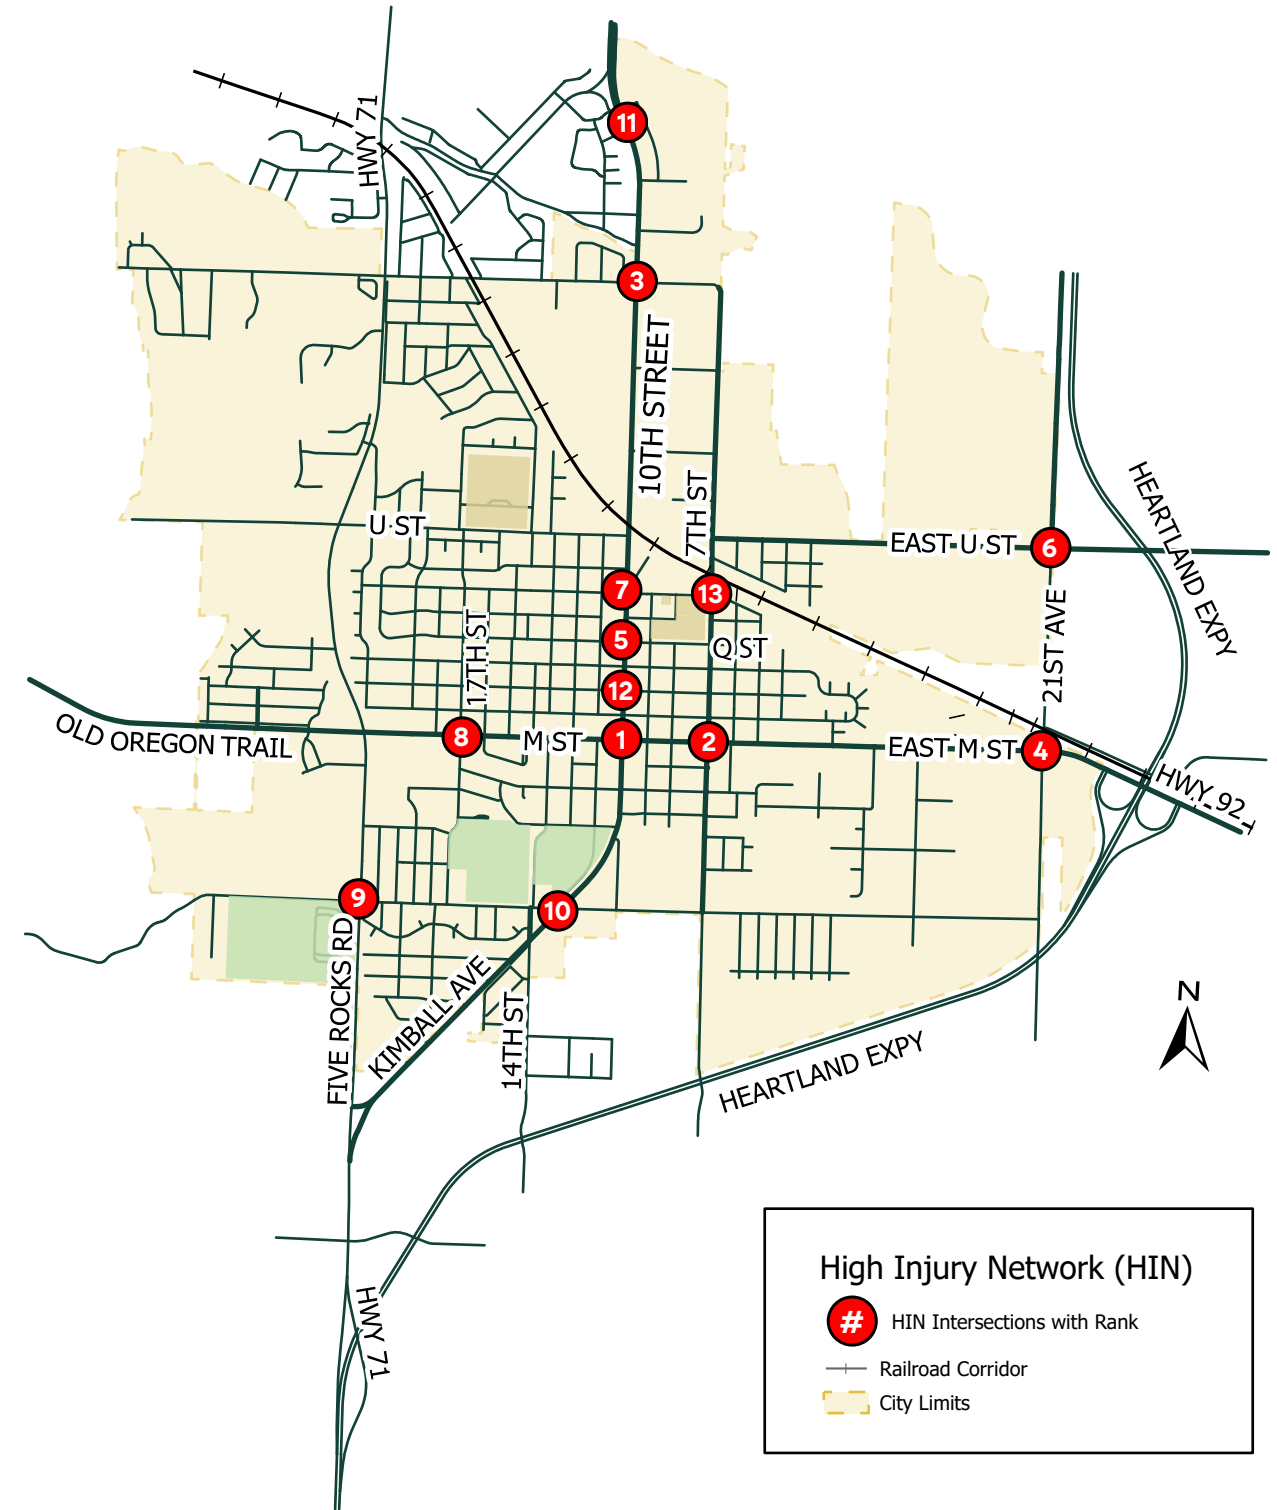 HWY 71
11
3
10TH STREET
7TH ST
HEARTLAND EXPY
U ST
EAST U ST
6
7
13
21ST AVE
17TH ST
5
Q ST
12
OLD OREGON TRAIL
8
M ST
1
2
EAST M ST
4
HWY 92
9
10
FIVE ROCKS RD
KIMBALL AVE
14TH ST
N
HEARTLAND EXPY
HWY 71
High Injury Network (HIN)
# HIN Intersections with Rank
Railroad Corridor
City Limits